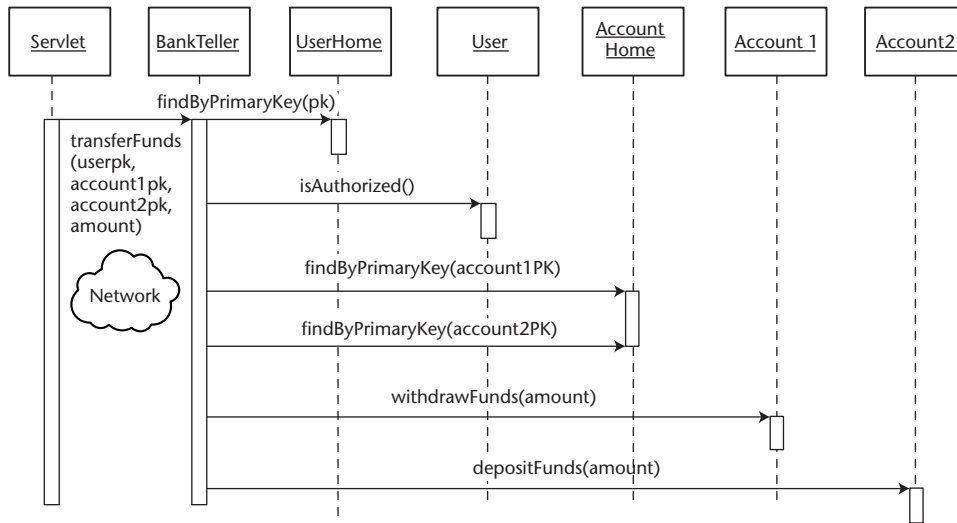 Servlet
BankTeller
UserHome
User
Account
Home
Account 1
Account2
findByPrimaryKey(pk)
transferFunds
(userpk,
account1pk,
account2pk,
amount)
isAuthorized()
Network
findByPrimaryKey(account1PK)
findByPrimaryKey(account2PK)
withdrawFunds(amount)
depositFunds(amount)